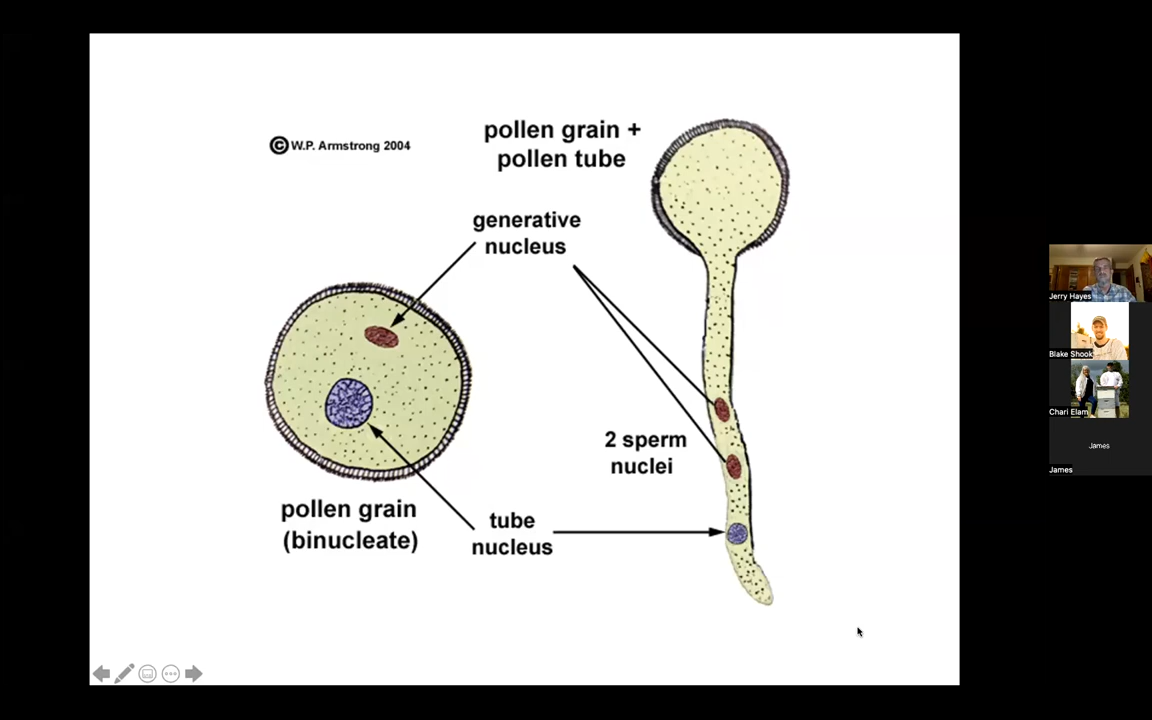 © W.P. Armstrong 2004
pollen grain +
pollen tube
generative
nucleus
2 sperm
nuclei
pollen grain
(binucleate)
tube
nucleus
Jerry Hayes
Blake Shook
Chari Elam
James
James